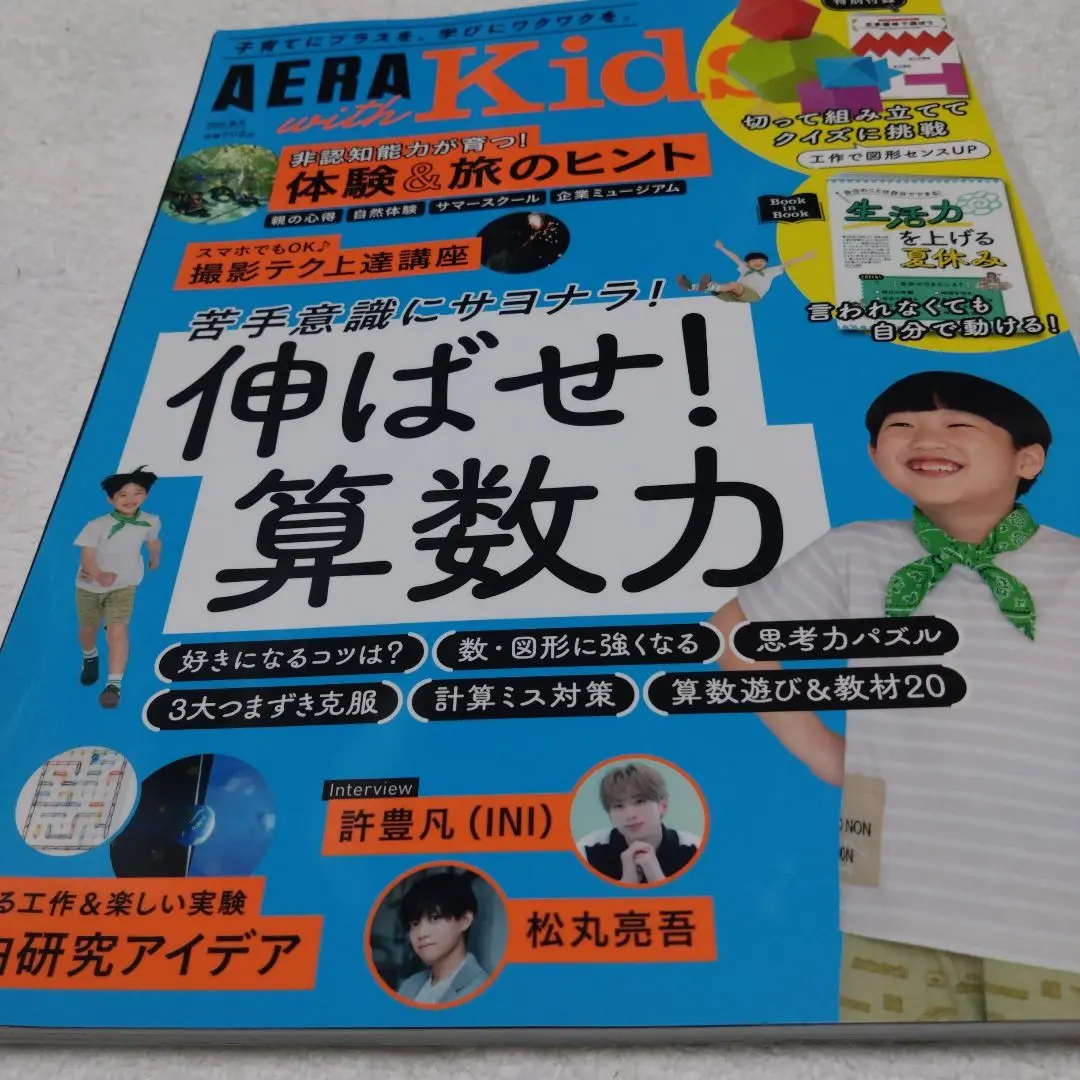 子育てにプラスを、学びにワクワクを。
AERA with Kids
特別付録
切って組み立てて
クイズに挑戦
工作で図形センスUP
非認知能力が育つ!
体験&旅のヒント
親の心得 自然体験 サマースクール 企業ミュージアム
Book in Book
生活力
を上げる
夏休み
言われなくても
自分で動ける!
スマホでもOK♪
撮影テク上達講座
苦手意識にサヨナラ!
伸ばせ!
算数力
好きになるコツは? 数・図形に強くなる 思考力パズル
3大つまずき克服 計算ミス対策 算数遊び&教材20
Interview
許豊凡(INI)
松丸亮吾
る工作&楽しい実験
研究アイデア
NON
ON